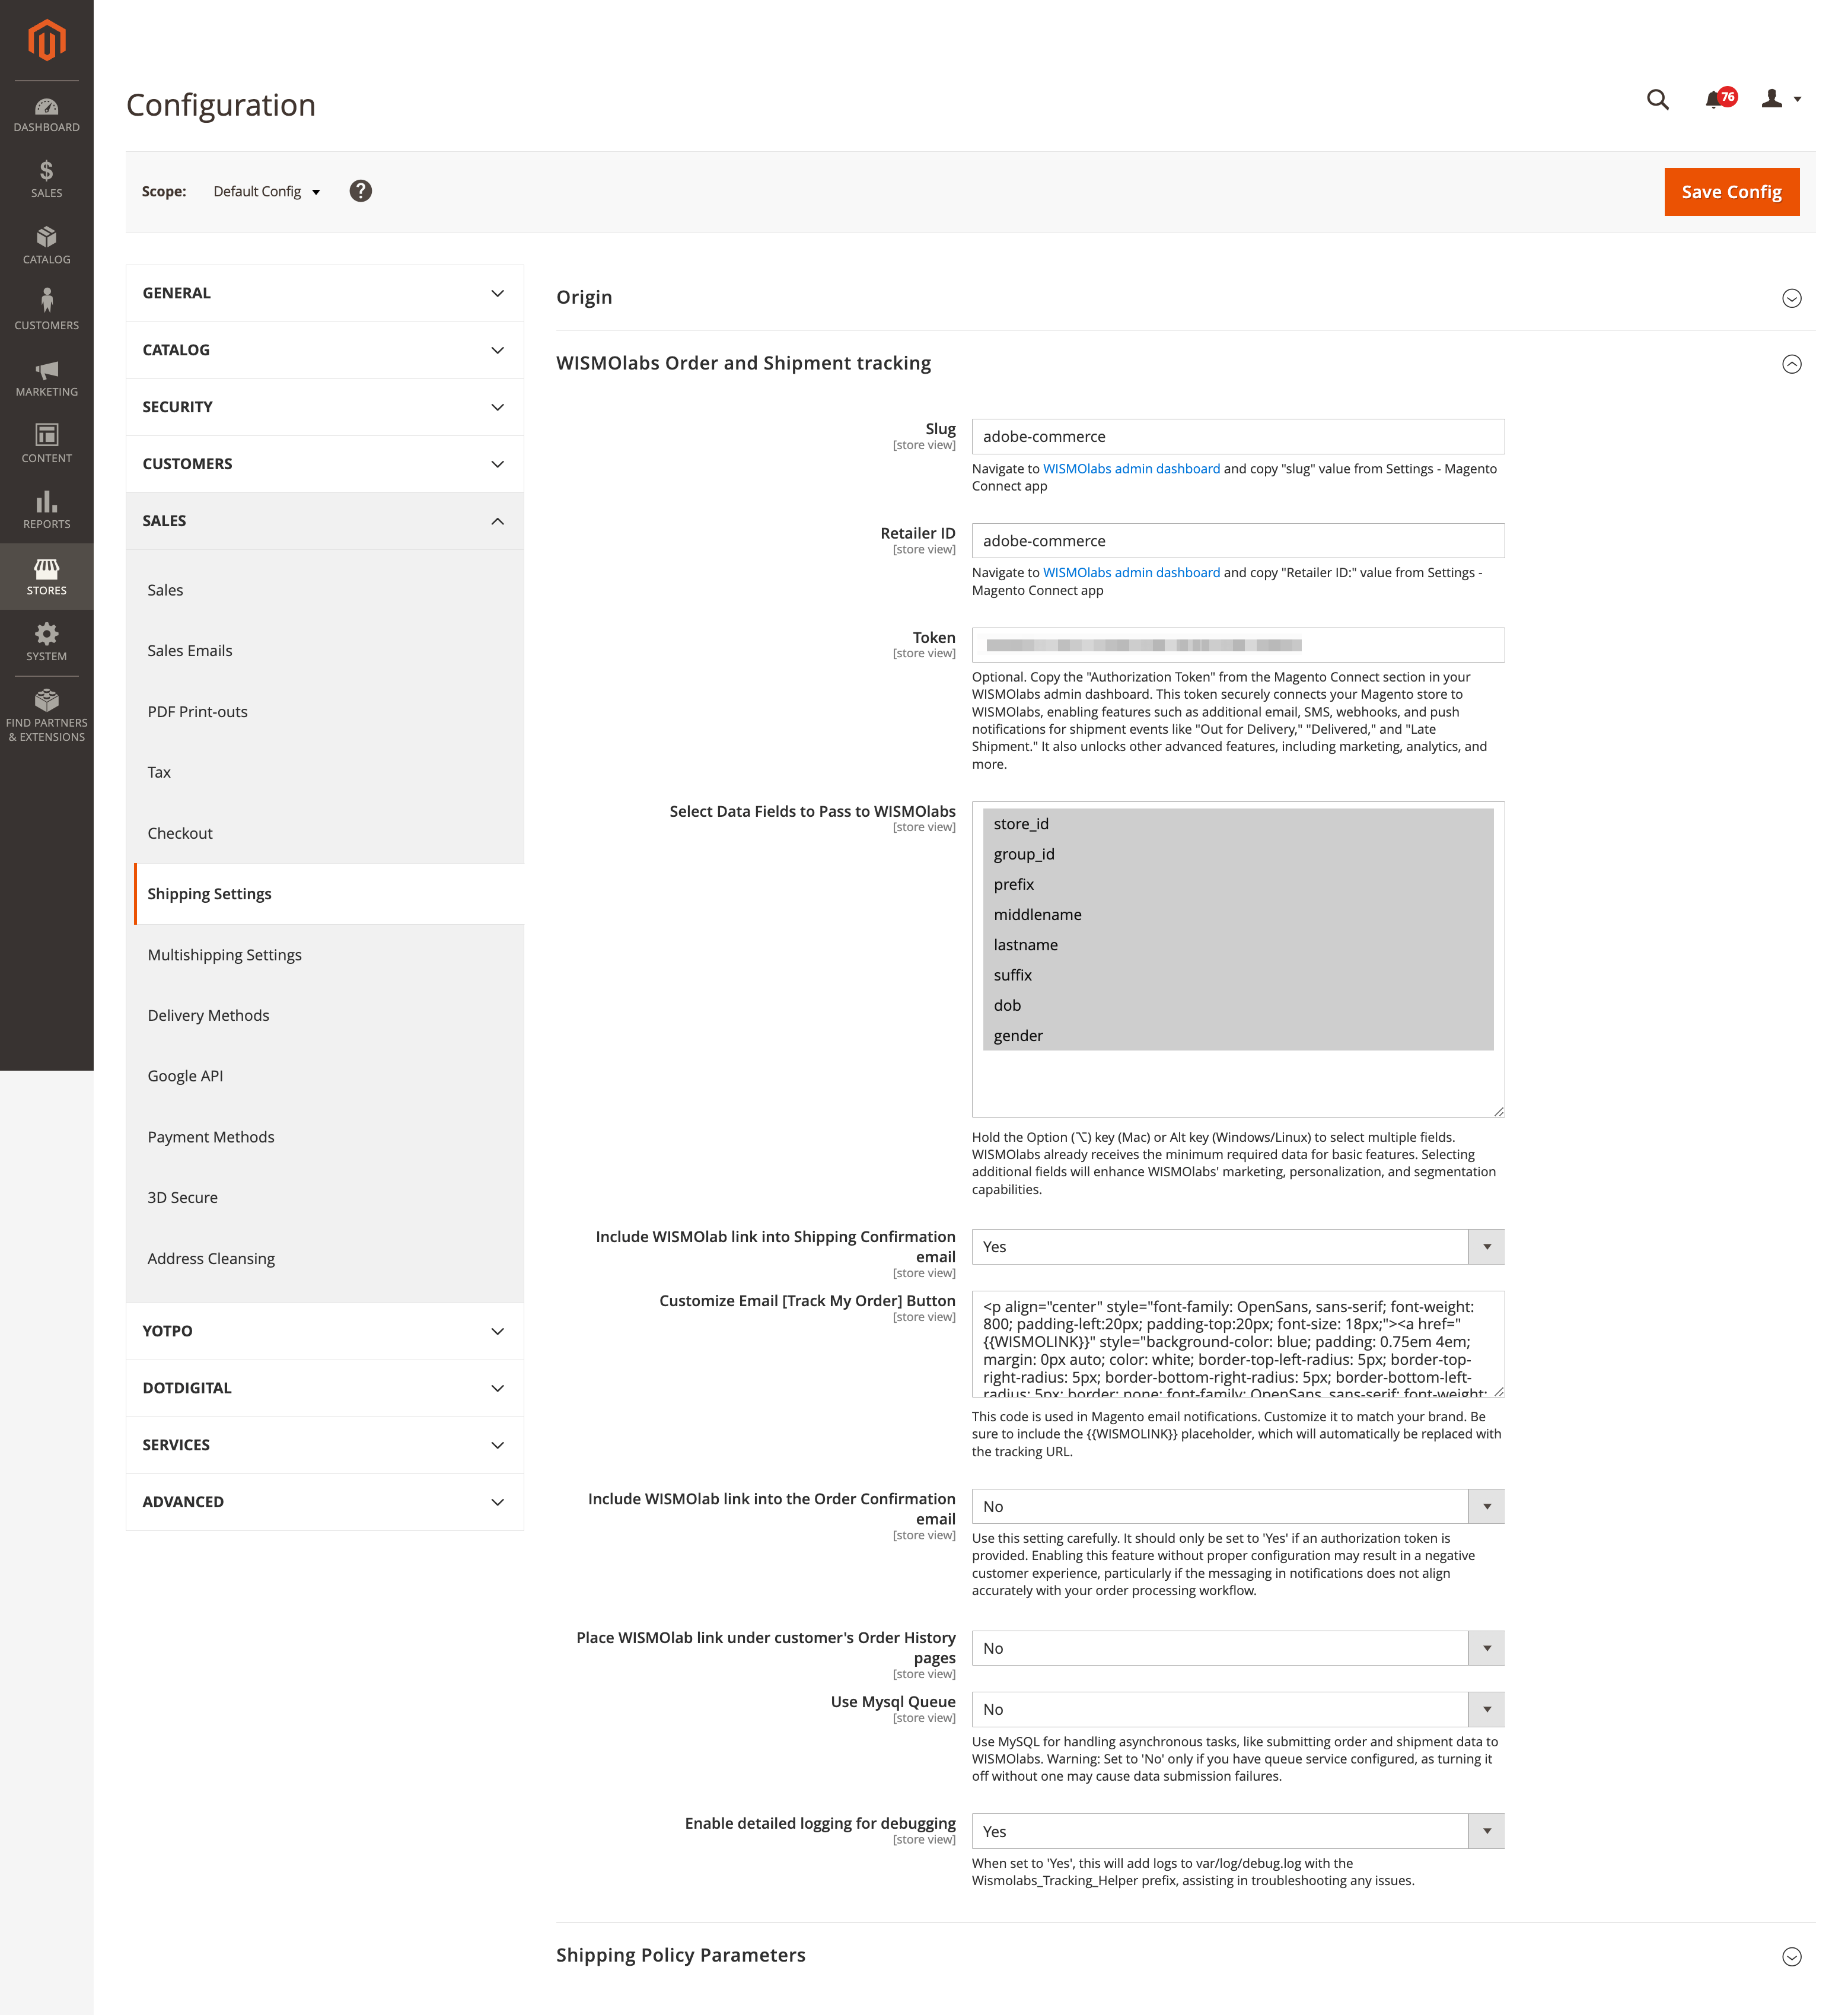 DASHBOARD
SALES
CATALOG
CUSTOMERS
MARKETING
CONTENT
REPORTS
STORES
SYSTEM
FIND PARTNERS
& EXTENSIONS
Configuration
76
Scope: Default Config ?
Save Config
GENERAL
CATALOG
SECURITY
CUSTOMERS
SALES
Sales
Sales Emails
PDF Print-outs
Tax
Checkout
Shipping Settings
Multishipping Settings
Delivery Methods
Google API
Payment Methods
3D Secure
Address Cleansing
YOTPO
DOTDIGITAL
SERVICES
ADVANCED
Origin
WISMOlabs Order and Shipment tracking
Slug
[store view]
adobe-commerce
Navigate to WISMOlabs admin dashboard and copy "slug" value from Settings - Magento
Connect app
Retailer ID
[store view]
adobe-commerce
Navigate to WISMOlabs admin dashboard and copy "Retailer ID:" value from Settings -
Magento Connect app
Token
[store view]
Optional. Copy the "Authorization Token" from the Magento Connect section in your
WISMOlabs admin dashboard. This token securely connects your Magento store to
WISMOlabs, enabling features such as additional email, SMS, webhooks, and push
notifications for shipment events like "Out for Delivery," "Delivered," and "Late
Shipment." It also unlocks other advanced features, including marketing, analytics, and
more.
Select Data Fields to Pass to WISMOlabs
[store view]
store_id
group_id
prefix
middlename
lastname
suffix
dob
gender
Hold the Option (⌥) key (Mac) or Alt key (Windows/Linux) to select multiple fields.
WISMOlabs already receives the minimum required data for basic features. Selecting
additional fields will enhance WISMOlabs' marketing, personalization, and segmentation
capabilities.
Include WISMOlab link into Shipping Confirmation
email
[store view]
Yes
Customize Email [Track My Order] Button
[store view]
<p align="center" style="font-family: OpenSans, sans-serif; font-weight:
800; padding-left:20px; padding-top:20px; font-size: 18px;"><a href="
{{WISMOLINK}}" style="background-color: blue; padding: 0.75em 4em;
margin: 0px auto; color: white; border-top-left-radius: 5px; border-top-
right-radius: 5px; border-bottom-right-radius: 5px; border-bottom-left-
radius: 5px; border: none; font-family: OpenSans, sans-serif; font-weight:
This code is used in Magento email notifications. Customize it to match your brand. Be
sure to include the {{WISMOLINK}} placeholder, which will automatically be replaced with
the tracking URL.
Include WISMOlab link into the Order Confirmation
email
[store view]
No
Use this setting carefully. It should only be set to 'Yes' if an authorization token is
provided. Enabling this feature without proper configuration may result in a negative
customer experience, particularly if the messaging in notifications does not align
accurately with your order processing workflow.
Place WISMOlab link under customer's Order History
pages
[store view]
No
Use Mysql Queue
[store view]
No
Use MySQL for handling asynchronous tasks, like submitting order and shipment data to
WISMOlabs. Warning: Set to 'No' only if you have queue service configured, as turning it
off without one may cause data submission failures.
Enable detailed logging for debugging
[store view]
Yes
When set to 'Yes', this will add logs to var/log/debug.log with the
Wismolabs_Tracking_Helper prefix, assisting in troubleshooting any issues.
Shipping Policy Parameters